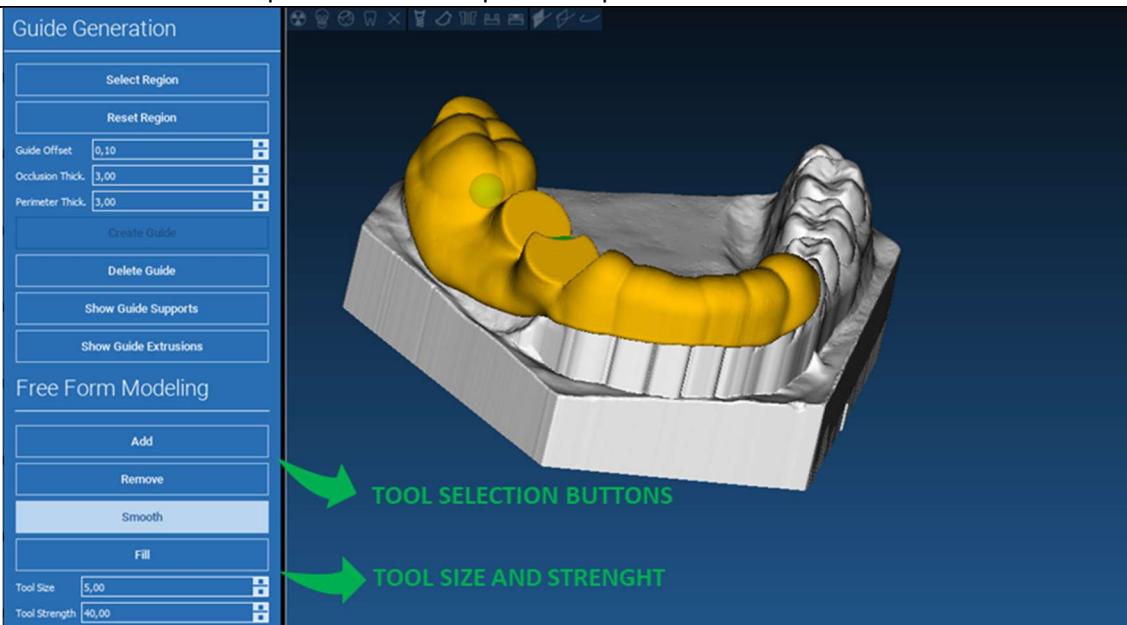 Guide Generation
Select Region
Reset Region
Guide Offset 0,10
Occlusion Thick. 3,00
Perimeter Thick. 3,00
Create Guide
Delete Guide
Show Guide Supports
Show Guide Extrusions
Free Form Modeling
Add
Remove
TOOL SELECTION BUTTONS
Smooth
Fill
TOOL SIZE AND STRENGHT
Tool Size 5,00
Tool Strength 40,00